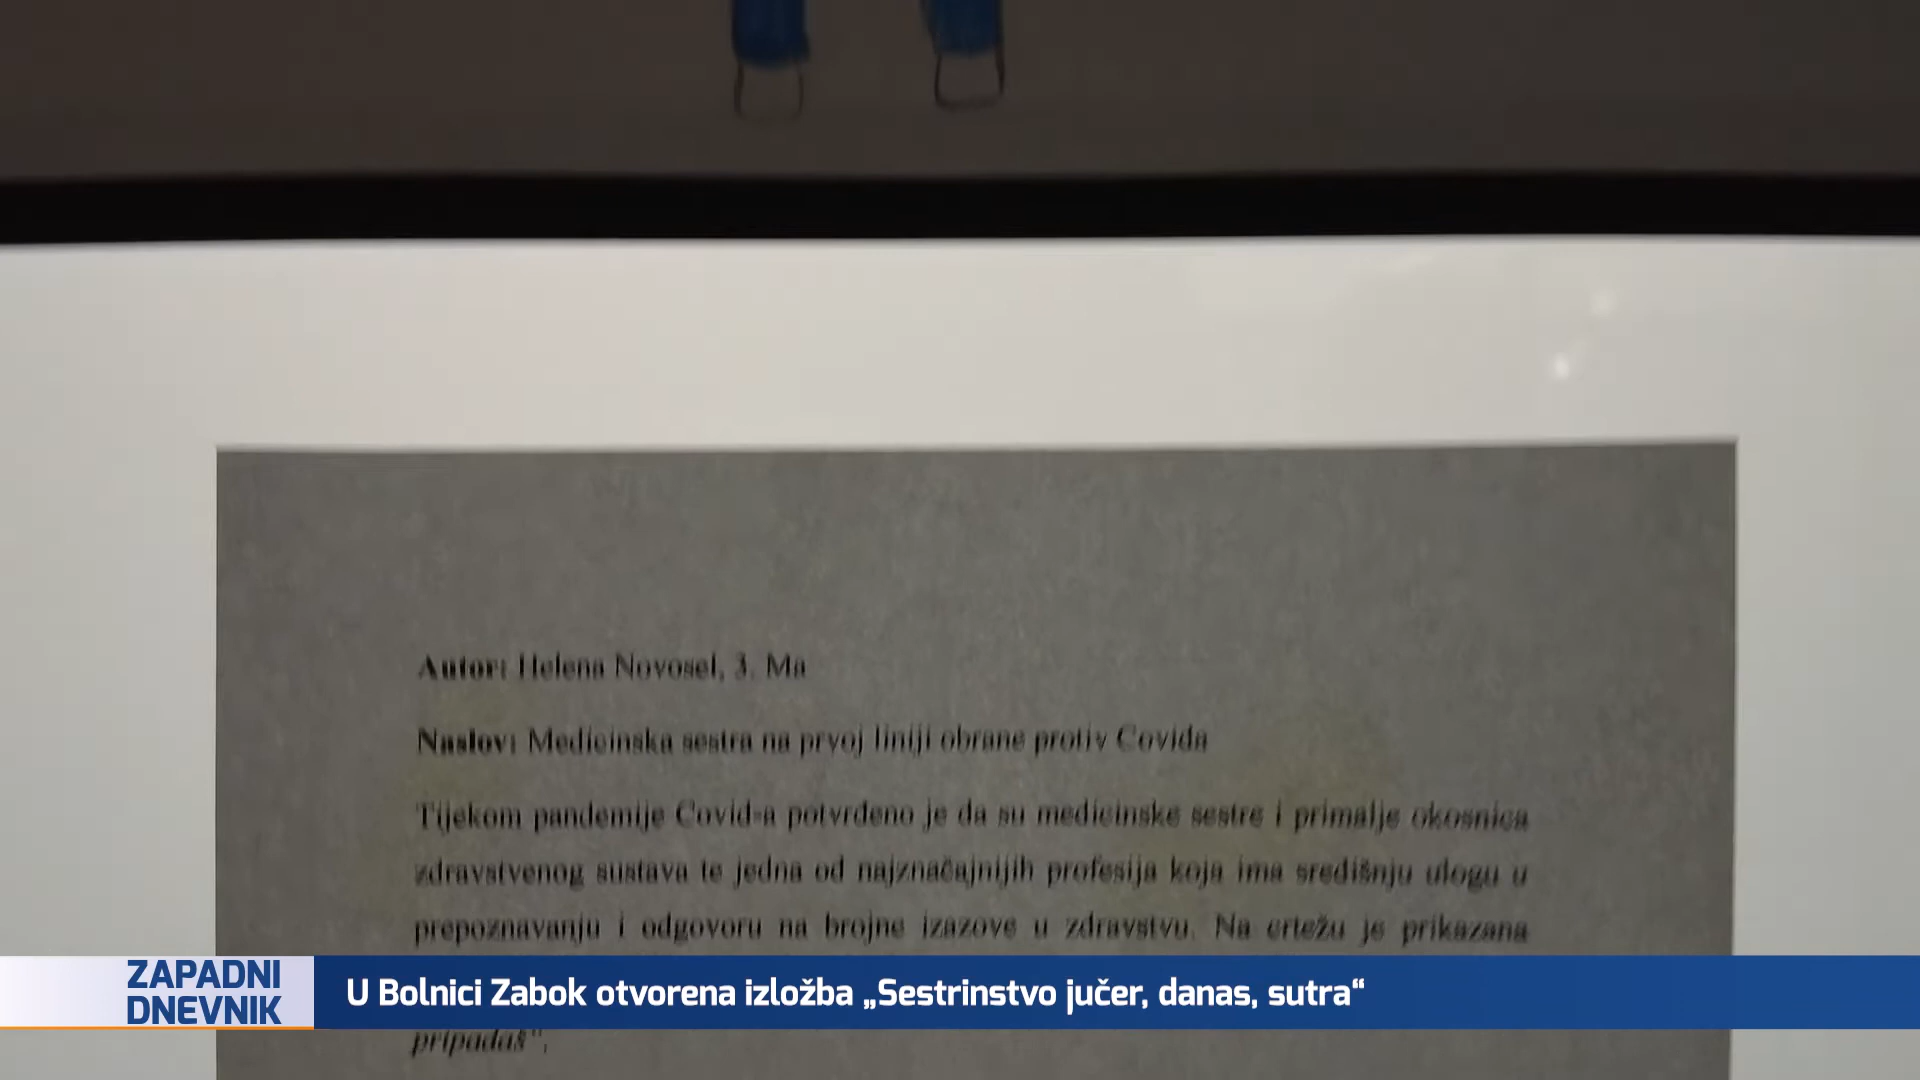 Autor: Helena Novosel, 3. Ma
Naslov: Medicinska sestra na prvoj liniji obrane protiv Covida
Tijekom pandemije Covid-a potvrđeno je da su medicinske sestre i primalje okosnica
zdravstvenog sustava te jedna od najznačajnijih profesija koja ima središnju ulogu u
prepoznavanju i odgovoru na brojne izazove u zdravstvu. Na crtežu je prikazana
ZAPADNI
DNEVNIK
U Bolnici Zabok otvorena izložba „Sestrinstvo jučer, danas, sutra“
pripadaš".